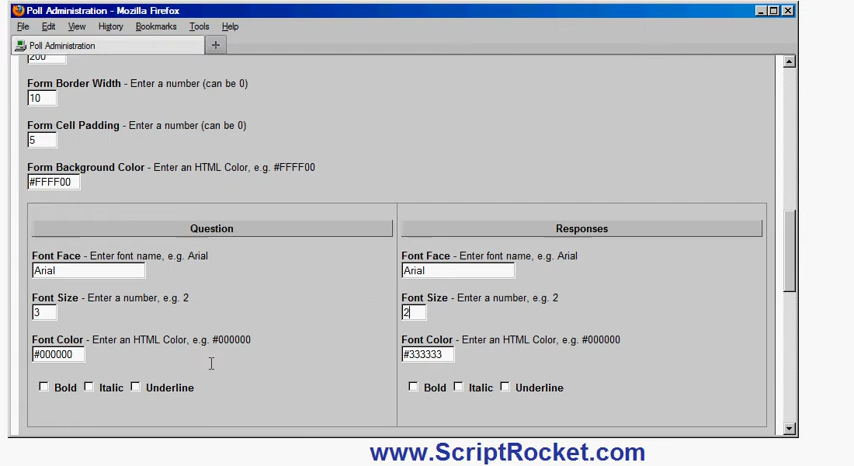 Poll Administration - Mozilla Firefox
File Edit View History Bookmarks Tools Help
Poll Administration +
200
Form Border Width - Enter a number (can be 0)
10
Form Cell Padding - Enter a number (can be 0)
5
Form Background Color - Enter an HTML Color, e.g. #FFFF00
#FFFF00
Question
Font Face - Enter font name, e.g. Arial
Arial
Font Size - Enter a number, e.g. 2
3
Font Color - Enter an HTML Color, e.g. #000000
#000000
Bold Italic Underline
Responses
Font Face - Enter font name, e.g. Arial
Arial
Font Size - Enter a number, e.g. 2
2
Font Color - Enter an HTML Color, e.g. #000000
#333333
Bold Italic Underline
www.ScriptRocket.com